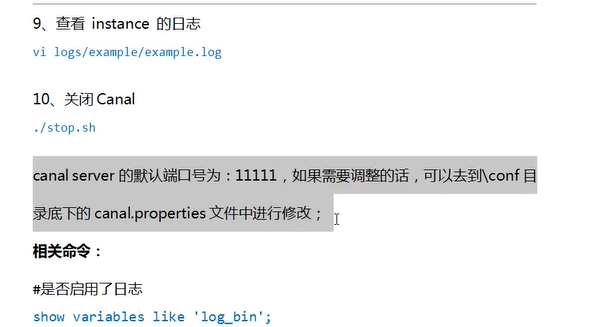 9、查看 instance 的日志
vi logs/example/example.log
10、关闭 Canal
./stop.sh
canal server 的默认端口号为：11111，如果需要调整的话，可以去到\conf 目
录底下的 canal.properties 文件中进行修改；
相关命令：
#是否启用了日志
show variables like 'log_bin';